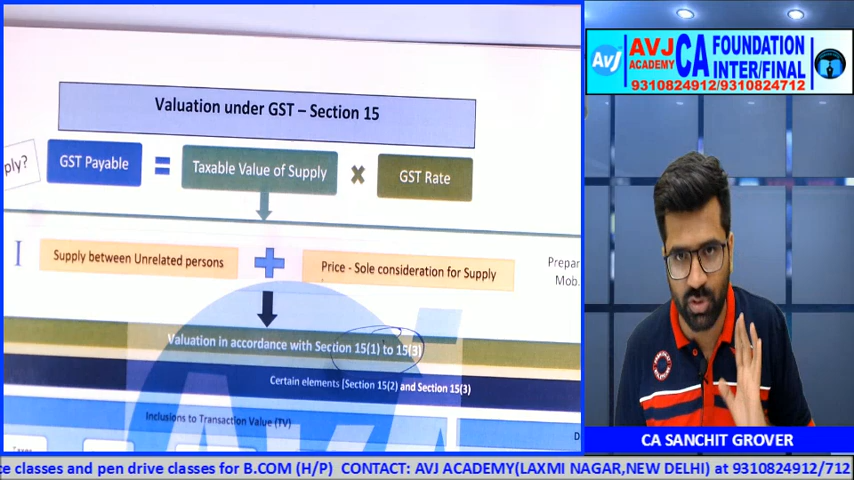 Valuation under GST – Section 15
ply?
GST Payable
=
Taxable Value of Supply
×
GST Rate
I
Supply between Unrelated persons
+
Price - Sole consideration for Supply
Prepar
Mob.
Valuation in accordance with Section 15(1) to 15(3)
Certain elements [Section 15(2) and Section 15(3)
Inclusions to Transaction Value (TV)
D
AVJ
AVJ
ACADEMY
CA
FOUNDATION
INTER/FINAL
9310824912/9310824712
CA SANCHIT GROVER
ce classes and pen drive classes for B.COM (H/P) CONTACT: AVJ ACADEMY(LAXMI NAGAR,NEW DELHI) at 9310824912/712